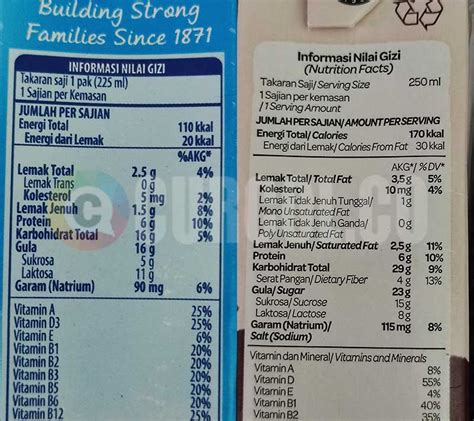 Building Strong
Families Since 1871
INFORMASI NILAI GIZI
Takaran saji 1 pak (225 ml)
1 Sajian per Kemasan
JUMLAH PER SAJIAN
Energi Total 110 kkal
Energi dari Lemak 20 kkal
%AKG*
Lemak Total 2.5 g 4%
Lemak Trans 0 g
Kolesterol 5 mg 2%
Lemak Jenuh 1.5 g 8%
Protein 6 g 10%
Karbohidrat Total 16 g 5%
Gula 16 g
Sukrosa 5 g
Laktosa 11 g
Garam (Natrium) 90 mg 6%
Vitamin A 25%
Vitamin D3 25%
Vitamin E 6%
Vitamin B1 20%
Vitamin B2 20%
Vitamin B3 20%
Vitamin B5 20%
Vitamin B6 20%
Vitamin B12 25%
Informasi Nilai Gizi
(Nutrition Facts)
Takaran Saji/Serving Size 250 ml
1 Sajian per kemasan
/1 Serving Amount
JUMLAH PER SAJIAN/AMOUNT PER SERVING
Energi Total/Calories 170 kkal
Energi dari Lemak/Calories From Fat 30 kkal
AKG*/%DV*
Lemak Total/Total Fat 3,5 g 5%
Kolesterol 10 mg 4%
Lemak Tidak Jenuh Tunggal/ 1 g
Mono Unsaturated Fat
Lemak Tidak Jenuh Ganda/ 0 g
Poly Unsaturated Fat
Lemak Jenuh/Saturated Fat 2,5 g 11%
Protein 6 g 10%
Karbohidrat Total 29 g 9%
Serat Pangan/Dietary Fiber 4 g 13%
Gula/Sugar 23 g
Sukrosa/Sucrose 15 g
Laktosa/Lactose 8 g
Garam (Natrium)/ 115 mg 8%
Salt (Sodium)
Vitamin dan Mineral/Vitamins and Minerals
Vitamin A 8%
Vitamin D 55%
Vitamin E 4%
Vitamin B1 40%
Vitamin B2 35%